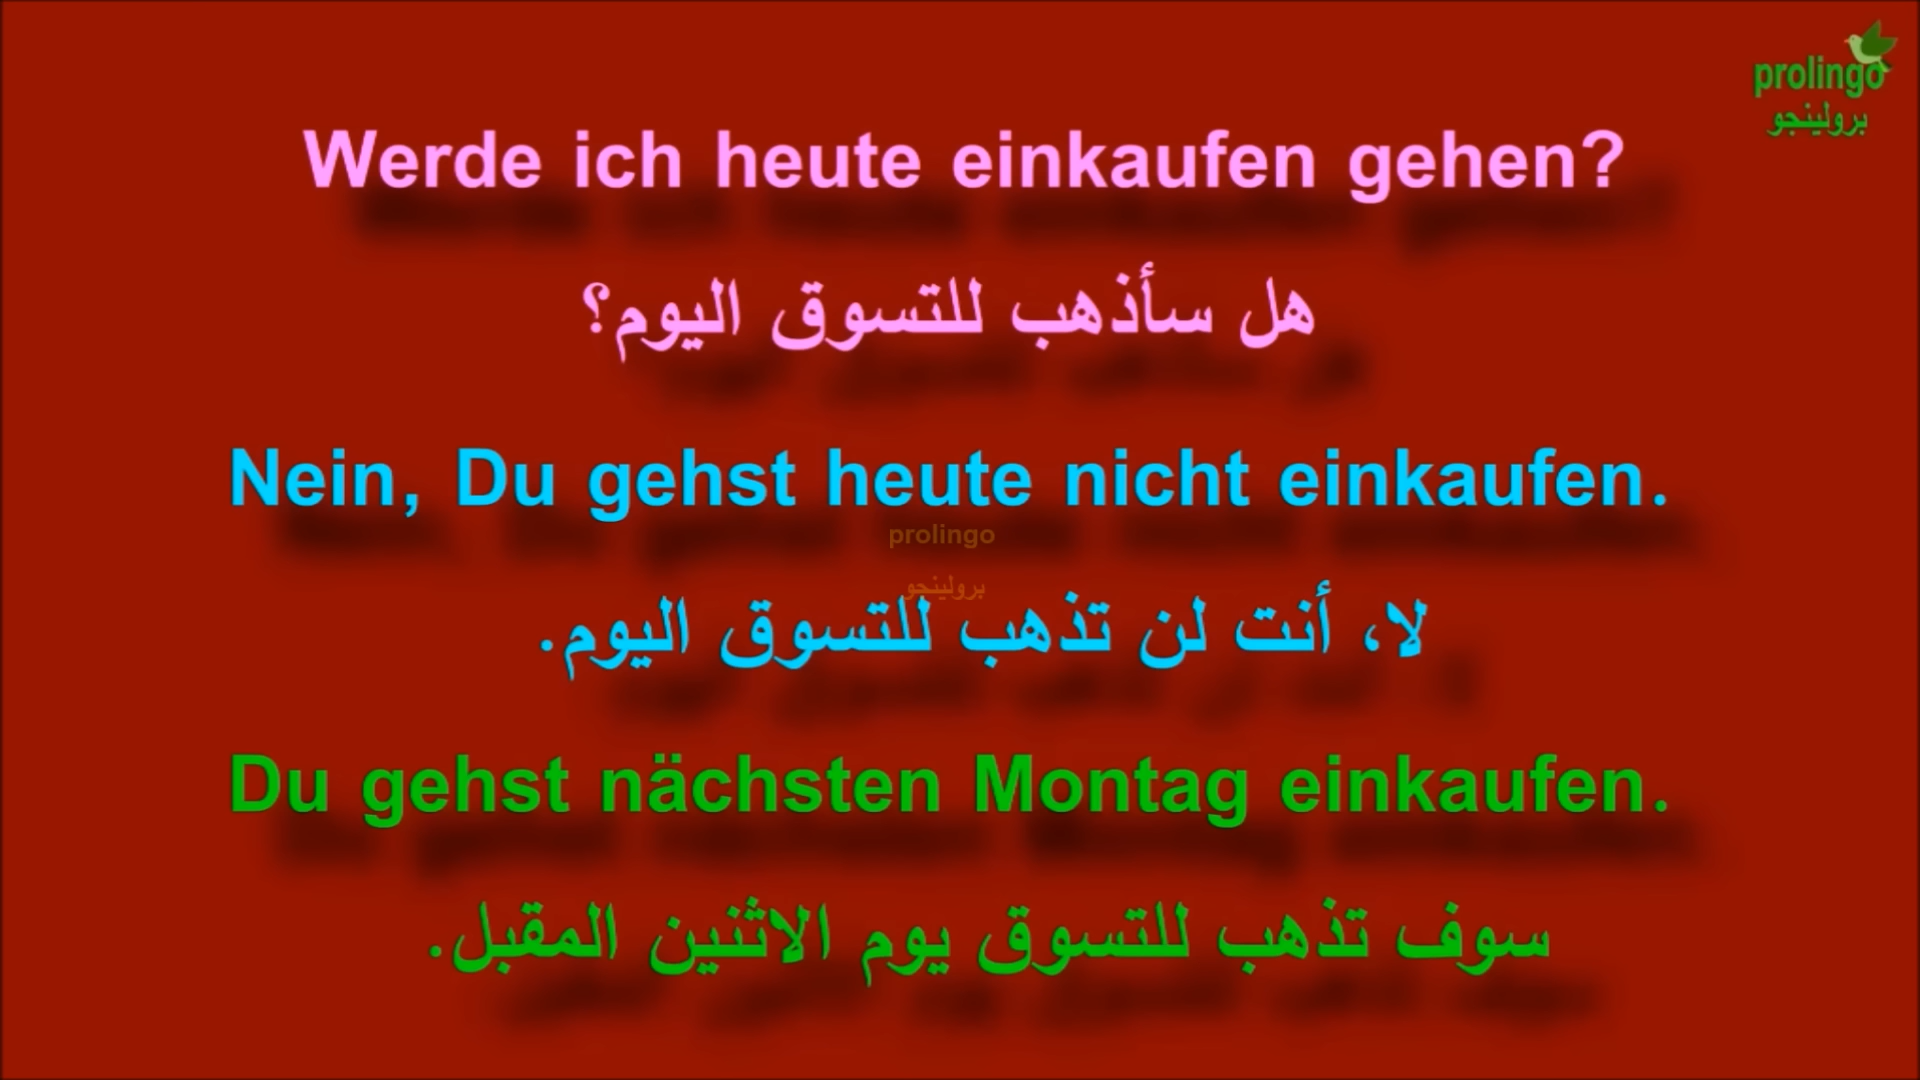 prolingo
برولينجو
Werde ich heute einkaufen gehen?
هل سأذهب للتسوق اليوم؟
Nein, Du gehst heute nicht einkaufen.
prolingo
برولينجو
لا، أنت لن تذهب للتسوق اليوم.
Du gehst nächsten Montag einkaufen.
سوف تذهب للتسوق يوم الاثنين المقبل.